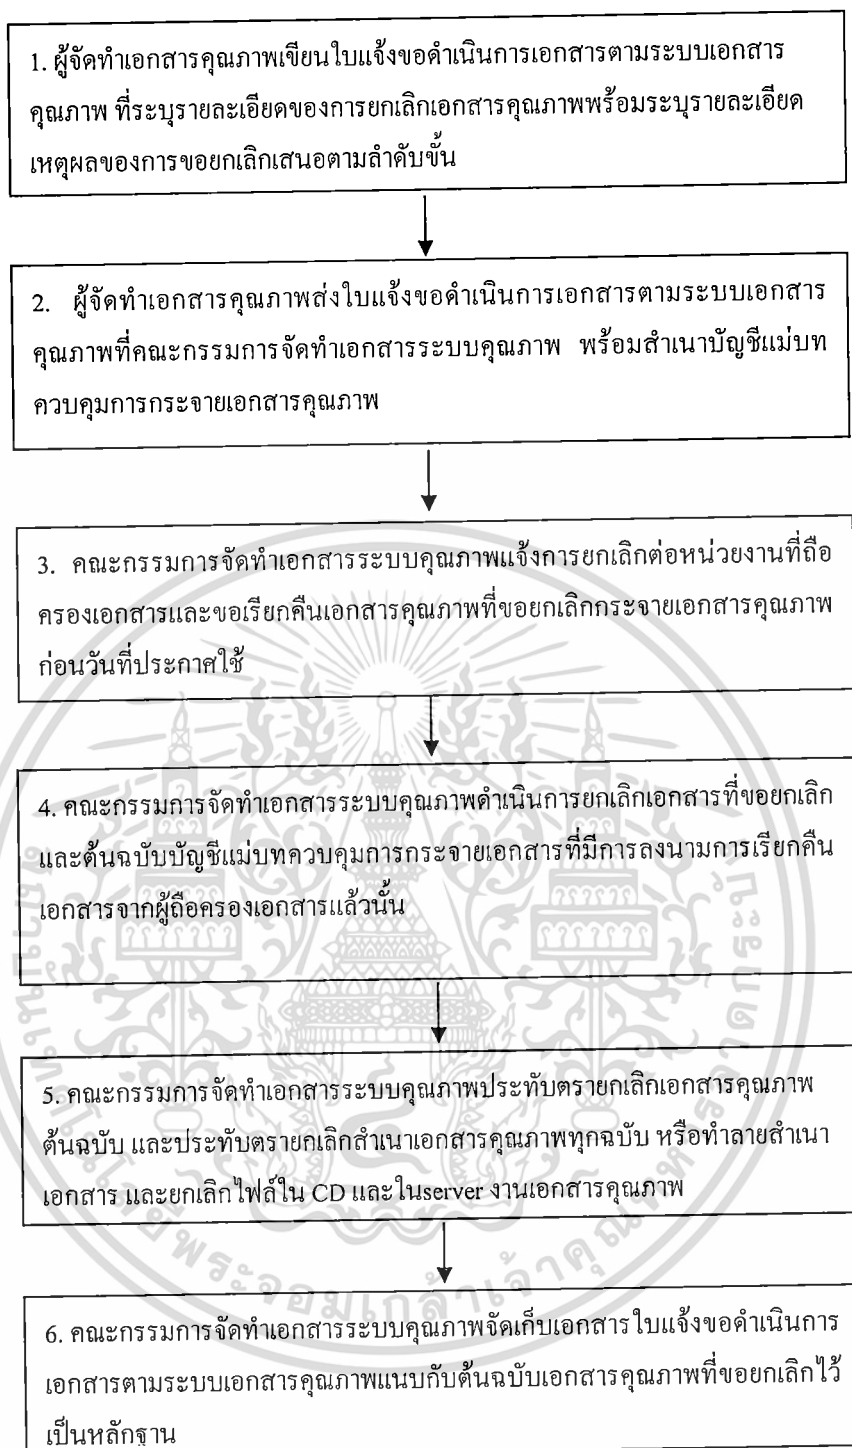 1. ผู้จัดทำเอกสารคุณภาพเขียนใบแจ้งขอดำเนินการเอกสารตามระบบเอกสาร
คุณภาพ ที่ระบุรายละเอียดของการยกเลิกเอกสารคุณภาพพร้อมระบุรายละเอียด
เหตุผลของการขอยกเลิกเสนอตามลำดับขั้น
2. ผู้จัดทำเอกสารคุณภาพส่งใบแจ้งขอดำเนินการเอกสารตามระบบเอกสาร
คุณภาพที่คณะกรรมการจัดทำเอกสารระบบคุณภาพ พร้อมสำเนาบัญชีแม่บท
ควบคุมการกระจายเอกสารคุณภาพ
3. คณะกรรมการจัดทำเอกสารระบบคุณภาพแจ้งการยกเลิกต่อหน่วยงานที่ถือ
ครองเอกสารและขอเรียกคืนเอกสารคุณภาพที่ขอยกเลิกกระจายเอกสารคุณภาพ
ก่อนวันที่ประกาศใช้
4. คณะกรรมการจัดทำเอกสารระบบคุณภาพดำเนินการยกเลิกเอกสารที่ขอยกเลิก
และต้นฉบับบัญชีแม่บทควบคุมการกระจายเอกสารที่มีการลงนามการเรียกคืน
เอกสารจากผู้ถือครองเอกสารแล้วนั้น
5. คณะกรรมการจัดทำเอกสารระบบคุณภาพประทับตรายกเลิกเอกสารคุณภาพ
ต้นฉบับ และประทับตรายกเลิกสำเนาเอกสารคุณภาพทุกฉบับ หรือทำลายสำเนา
เอกสาร และยกเลิกไฟล์ใน CD และในserver งานเอกสารคุณภาพ
6. คณะกรรมการจัดทำเอกสารระบบคุณภาพจัดเก็บเอกสารใบแจ้งขอดำเนินการ
เอกสารตามระบบเอกสารคุณภาพแนบกับต้นฉบับเอกสารคุณภาพที่ขอยกเลิกไว้
เป็นหลักฐาน